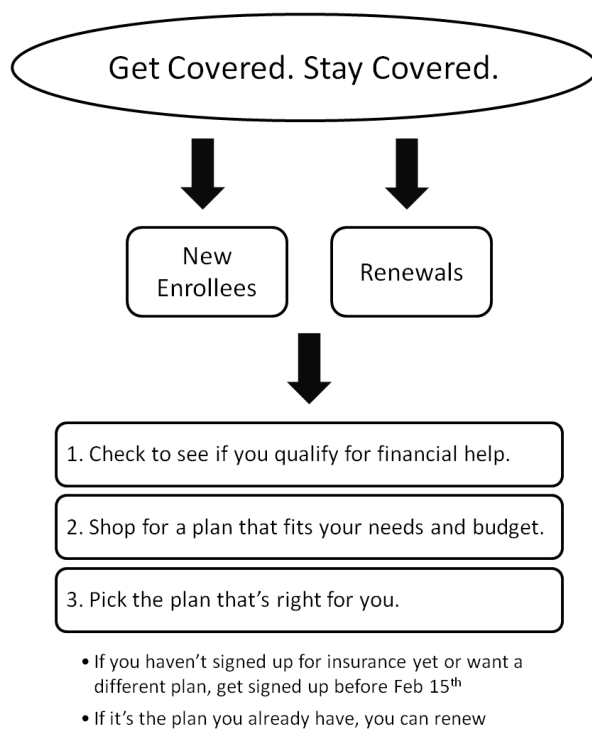 Get Covered. Stay Covered.
New
Enrollees
Renewals
1. Check to see if you qualify for financial help.
2. Shop for a plan that fits your needs and budget.
3. Pick the plan that's right for you.
• If you haven't signed up for insurance yet or want a
different plan, get signed up before Feb 15th
• If it's the plan you already have, you can renew